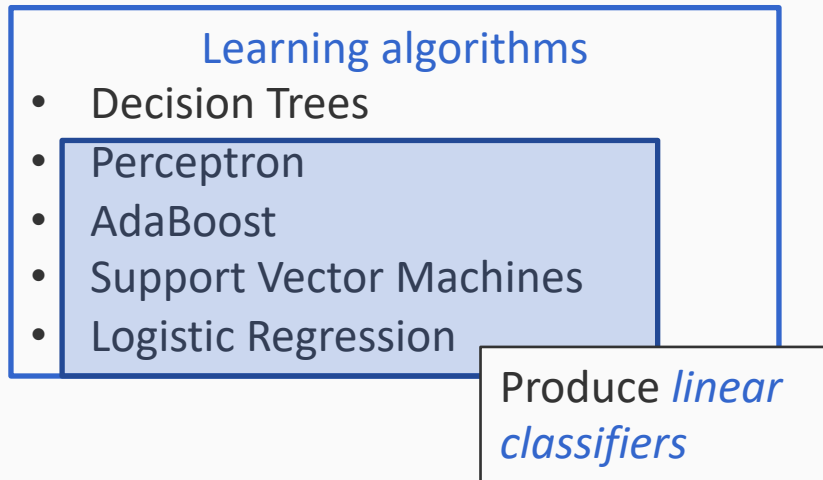 Learning algorithms
• Decision Trees
• Perceptron
• AdaBoost
• Support Vector Machines
• Logistic Regression
Produce linear
classifiers